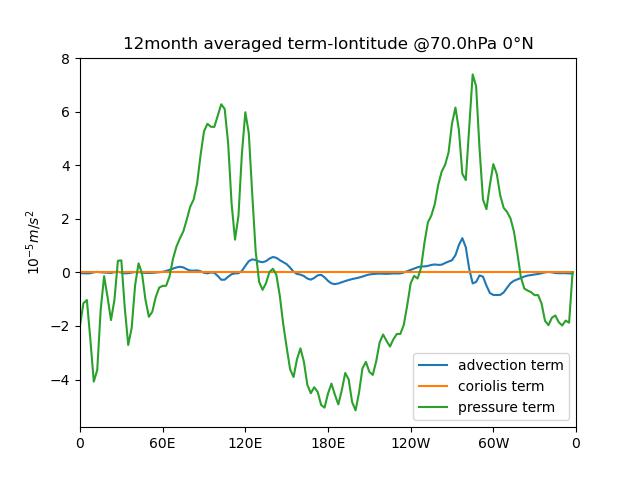 12month averaged term-lontitude @70.0hPa 0°N
8
6
4
2
0
−2
−4
10⁻⁵m/s²
0 60E 120E 180E 120W 60W 0
advection term
coriolis term
pressure term